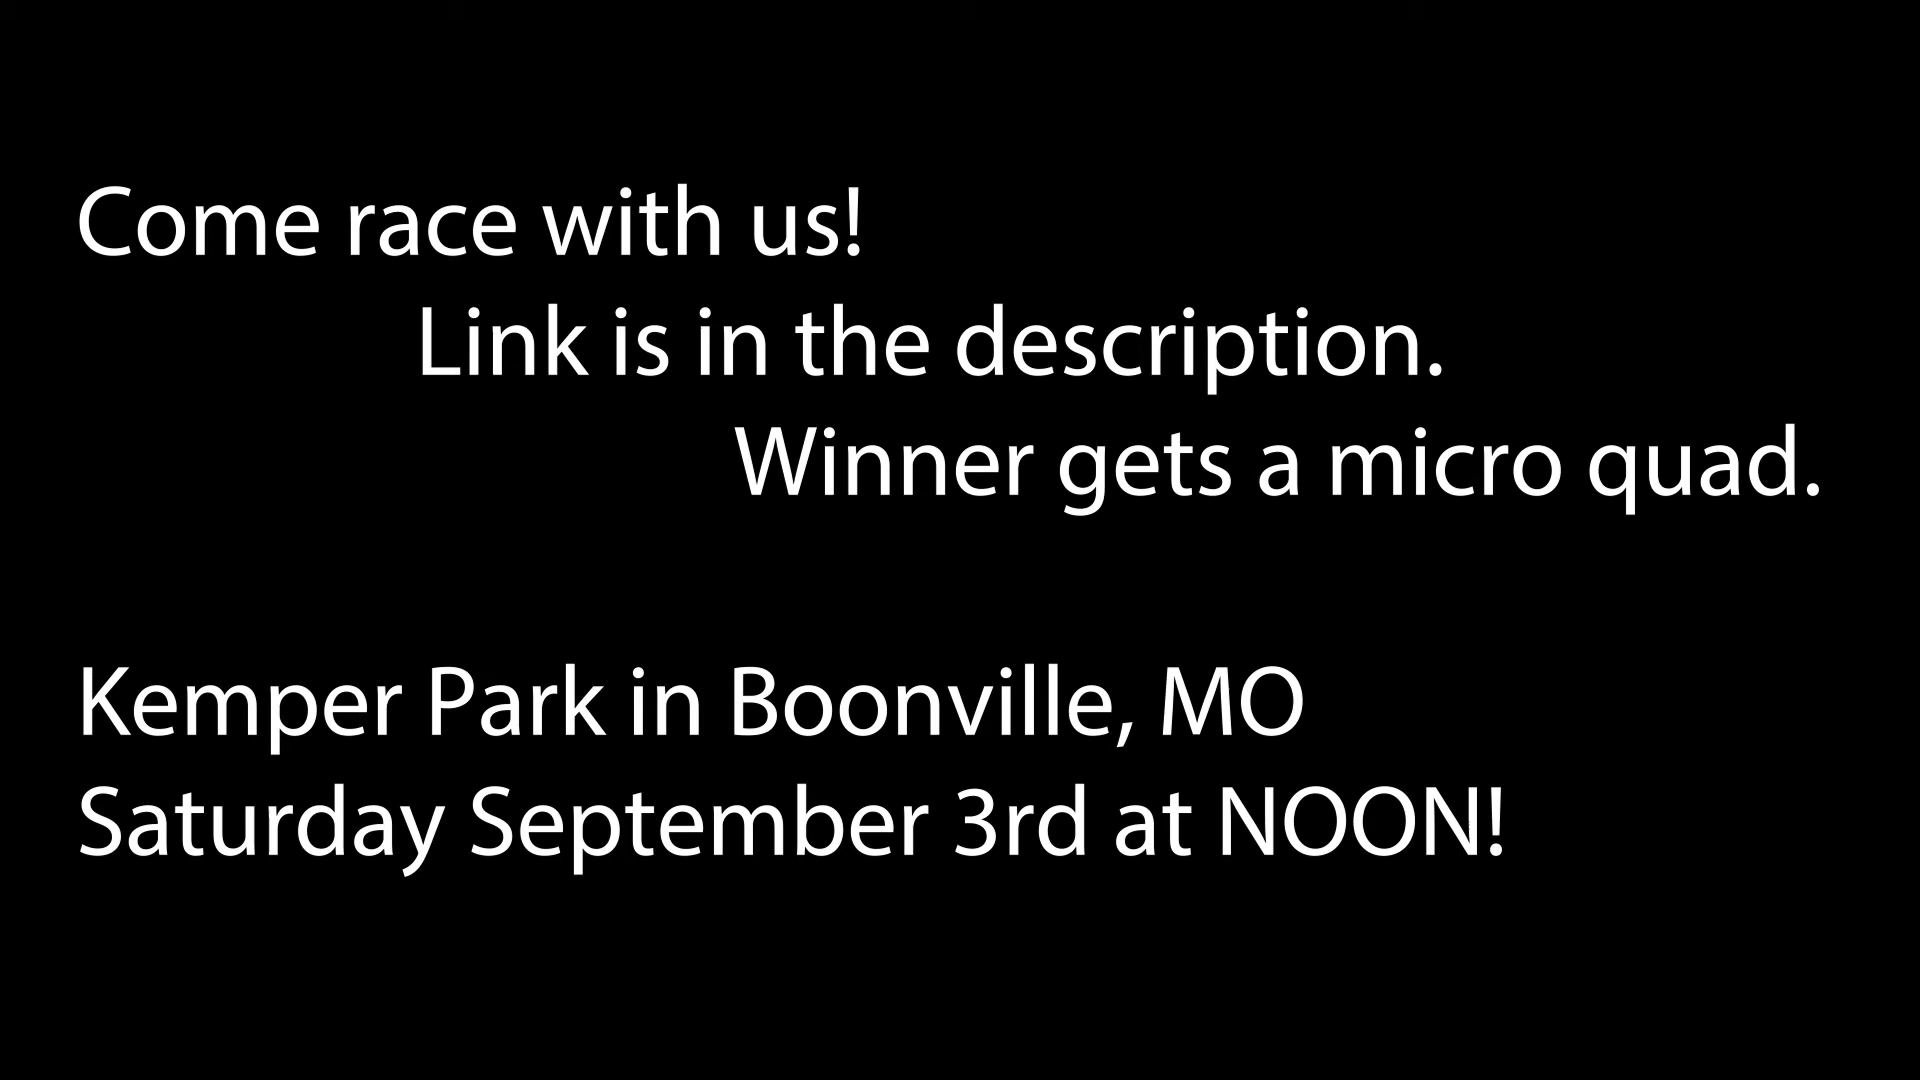 Come race with us!
Link is in the description.
Winner gets a micro quad.
Kemper Park in Boonville, MO
Saturday September 3rd at NOON!